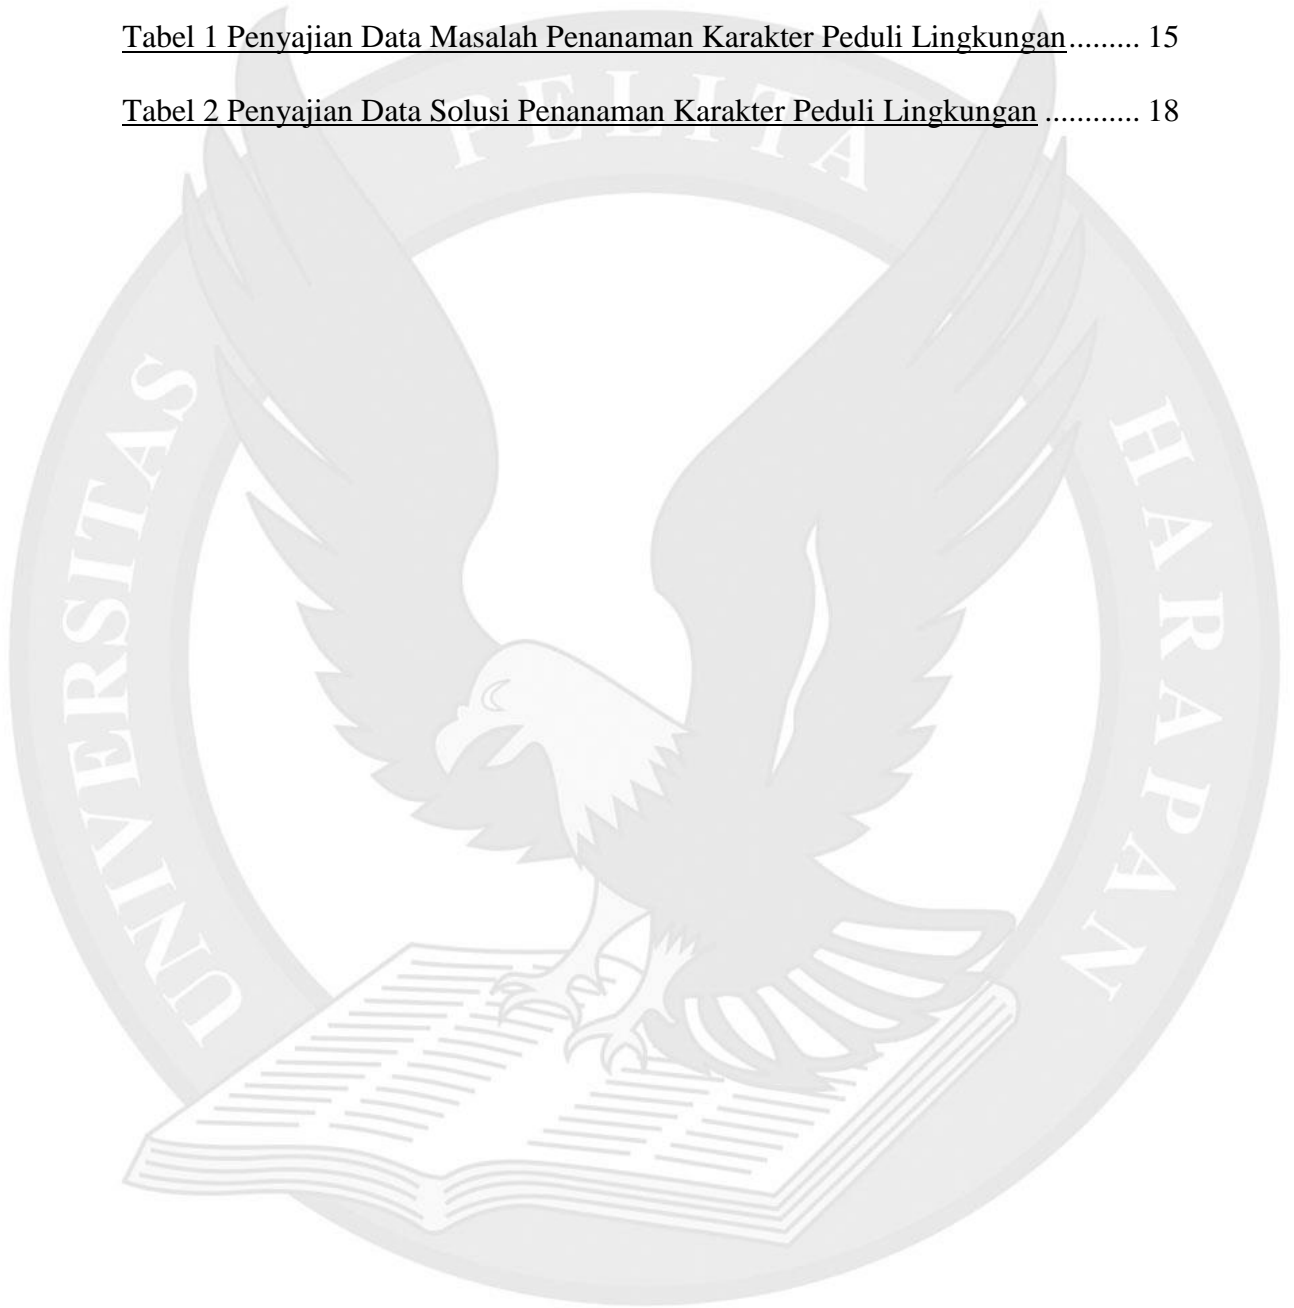 Tabel 1 Penyajian Data Masalah Penanaman Karakter Peduli Lingkungan......... 15
Tabel 2 Penyajian Data Solusi Penanaman Karakter Peduli Lingkungan ............ 18
UNIVERSITAS PELITA HARAPAN